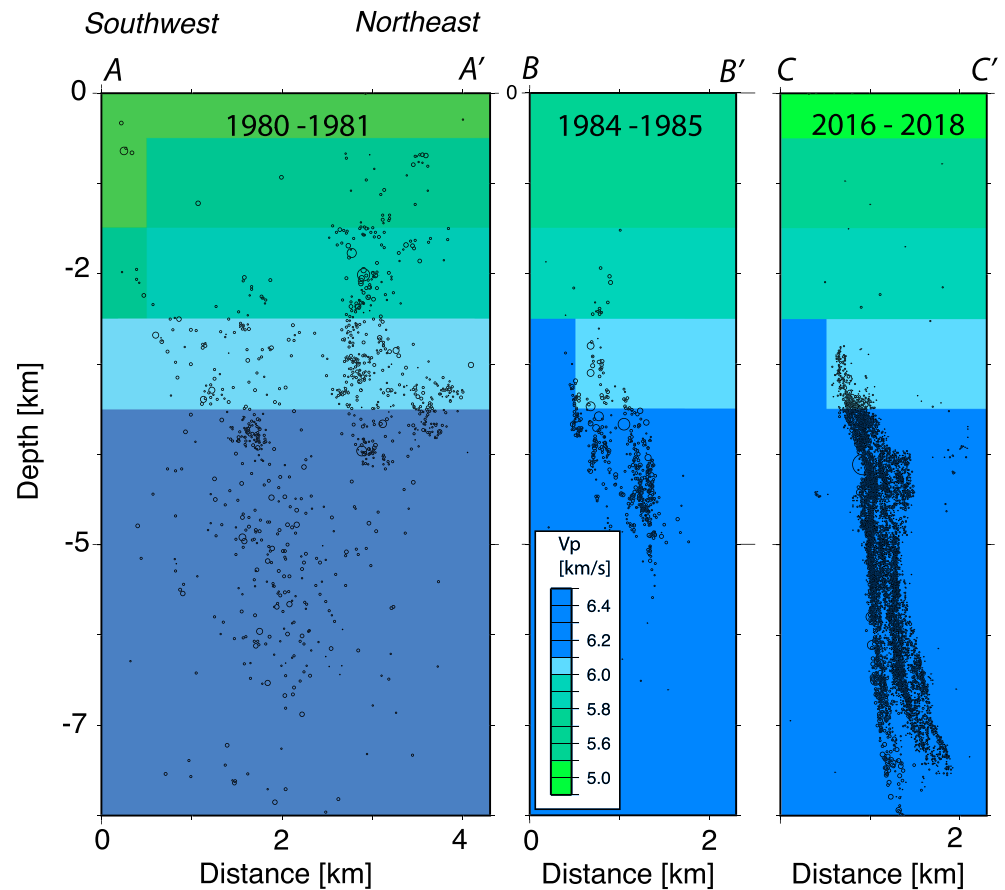 Southwest Northeast
A A' B B' C C'
0 0
1980 -1981 1984 -1985 2016 - 2018
-2
Depth [km]
-5
Vp
[km/s]
6.4
6.2
6.0
5.8
5.6
5.0
-7
0 2 4 0 2 2
Distance [km] Distance [km] Distance [km]